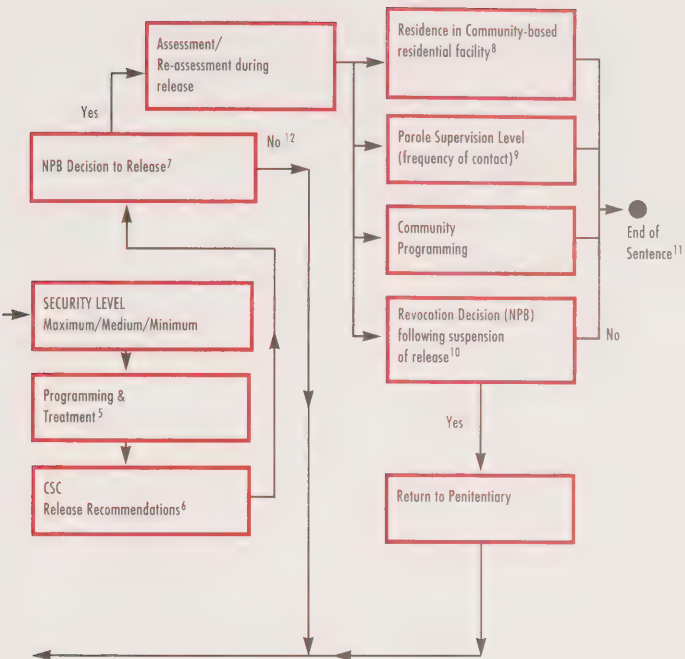 Assessment/
Re-assessment during
release
Residence in Community-based
residential facility⁸
Yes
No ¹²
NPB Decision to Release⁷
Parole Supervision Level
(frequency of contact)⁹
Community
Programming
End of
Sentence¹¹
SECURITY LEVEL
Maximum/Medium/Minimum
Revocation Decision (NPB)
following suspension
of release¹⁰
No
Programming &
Treatment ⁵
Yes
CSC
Release Recommendations⁶
Return to Penitentiary